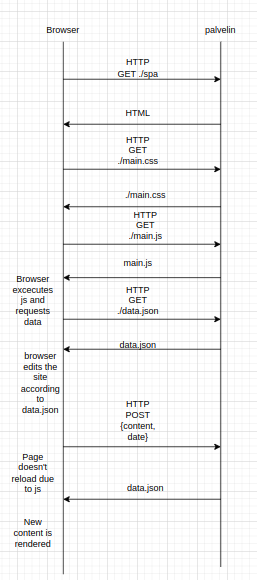 Browser
palvelin
HTTP
GET ./spa
HTML
HTTP
GET
./main.css
./main.css
HTTP
GET
./main.js
main.js
Browser
excecutes
js and
requests
data
HTTP
GET
./data.json
data.json
browser
edits the
site
according
to
data.json
HTTP
POST
{content,
date}
Page
doesn't
reload due
to js
data.json
New
content is
rendered